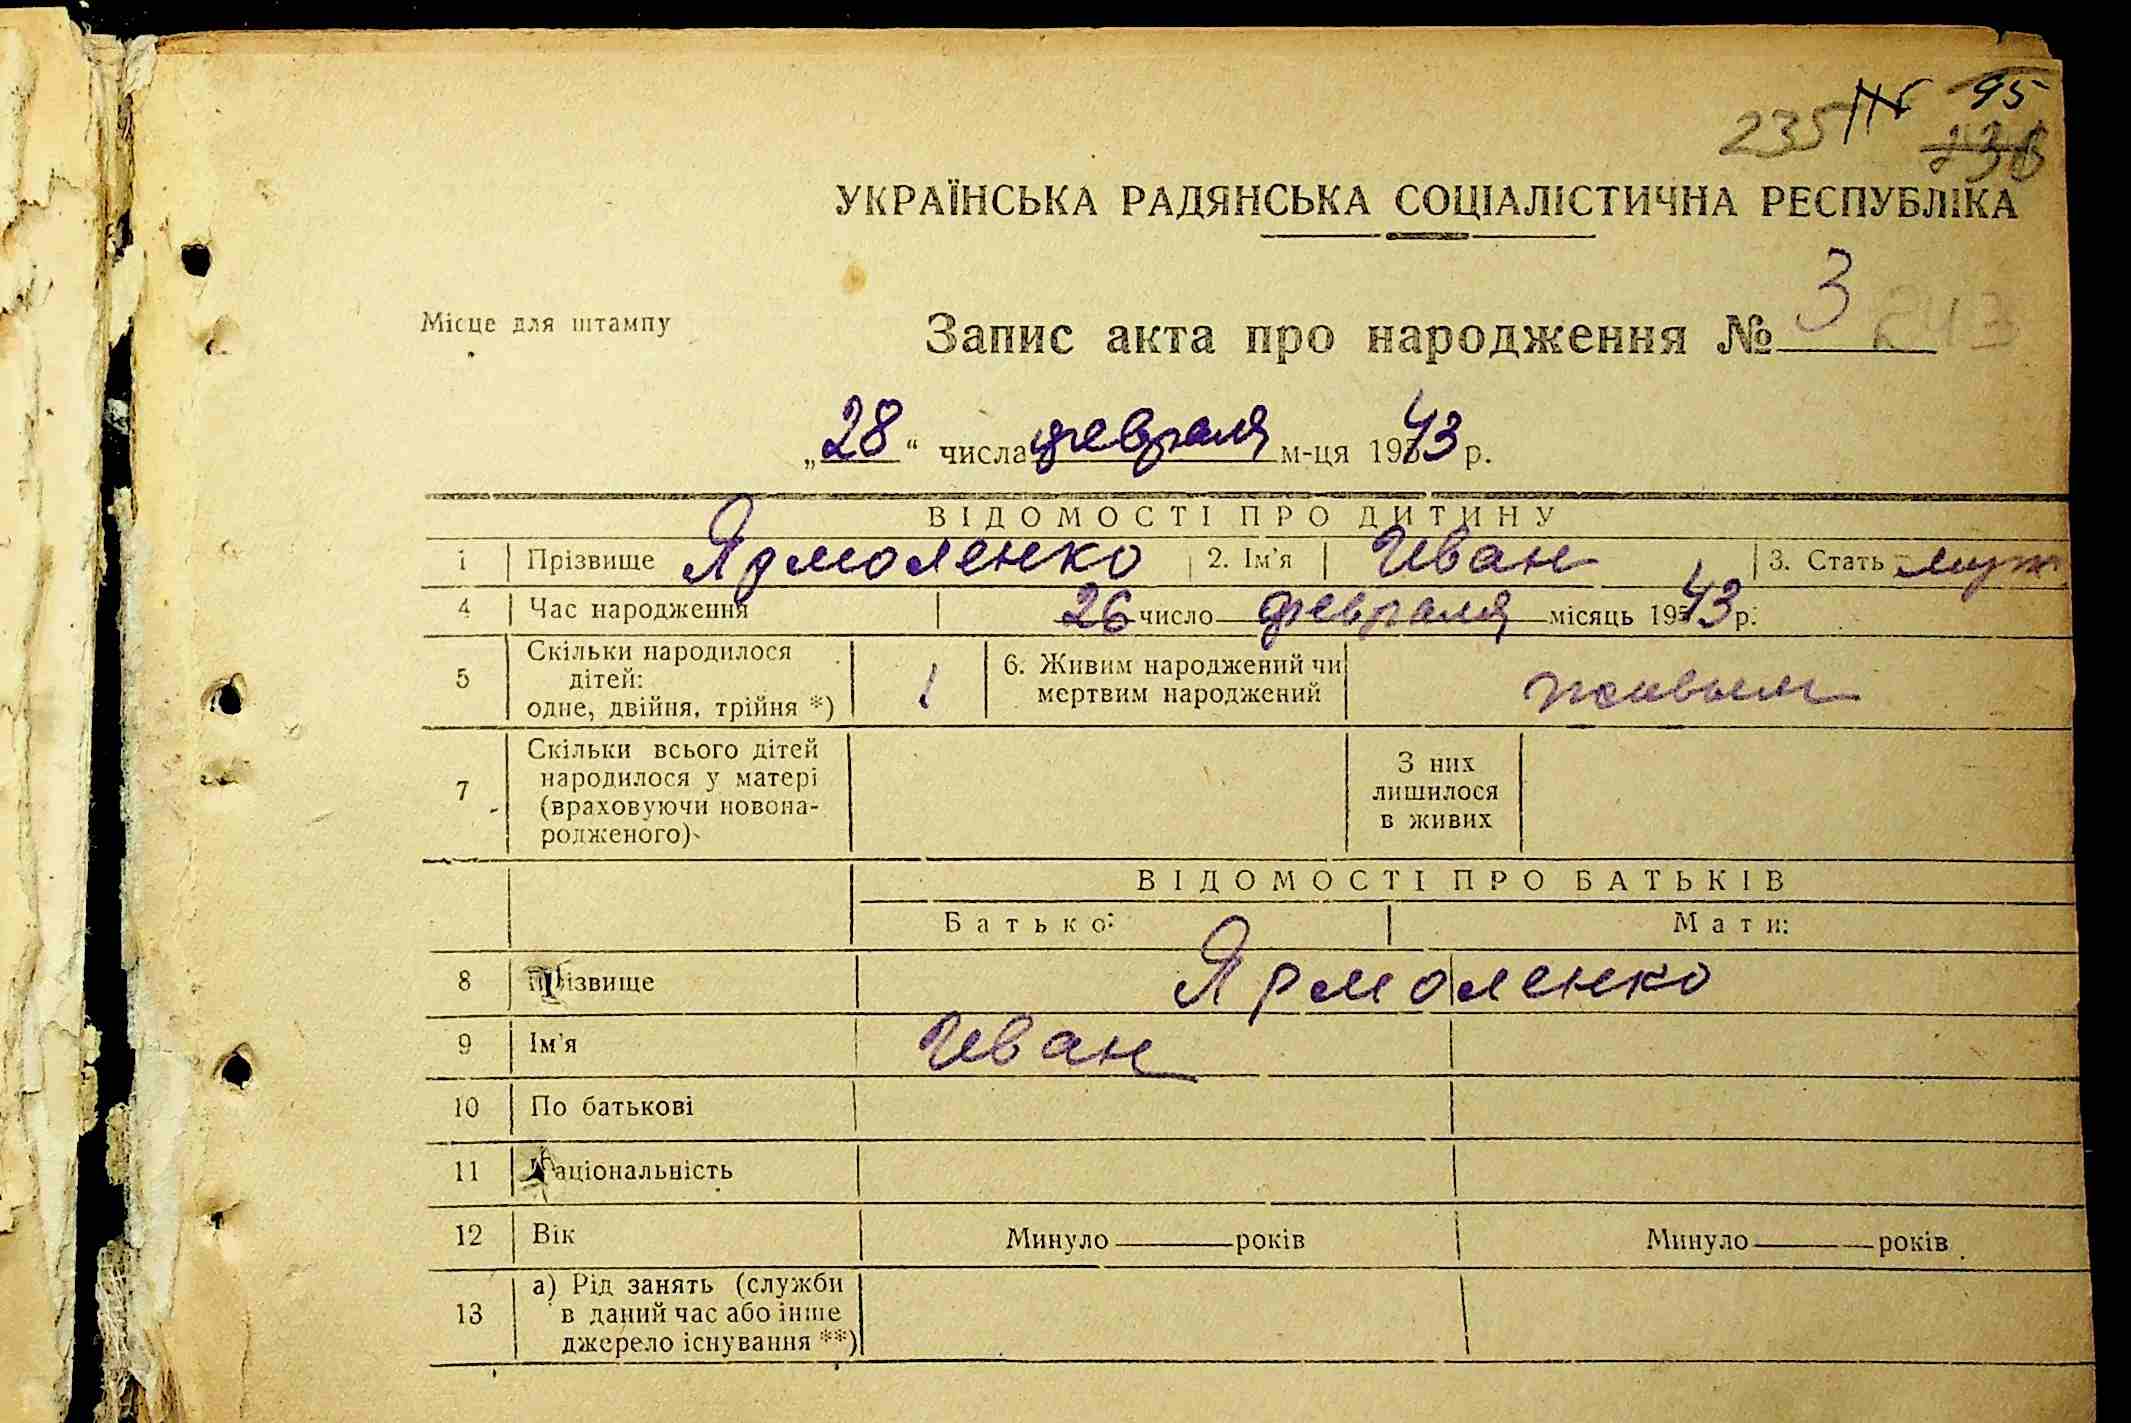 235 95
УКРАЇНСЬКА РАДЯНСЬКА СОЦІАЛІСТИЧНА РЕСПУБЛІКА
Місце для штампу
Запис акта про народження № 3 243
„28“ числа февраля м-ця 1943 р.
ВІДОМОСТІ ПРО ДИТИНУ
1 Прізвище Ярмоленко 2. Ім'я Иван 3. Стать муж
4 Час народження 26 число февраля місяць 1943 р.
5 Скільки народилося дітей: одне, двійня, трійня *) 1 6. Живим народжений чи мертвим народжений живым
7 Скільки всього дітей народилося у матері (враховуючи новона-родженого) З них лишилося в живих
ВІДОМОСТІ ПРО БАТЬКІВ
Батько: Мати:
8 Прізвище Ярмоленко
9 Ім'я Иван
10 По батькові
11 Національність
12 Вік Минуло років Минуло років
13 а) Рід занять (служби в даний час або інше джерело існування **)